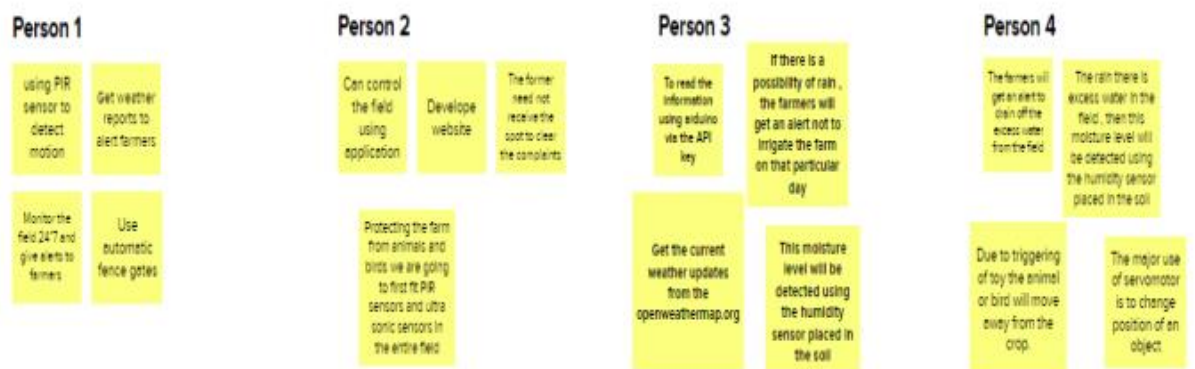 Person 1
using PIR
sensor to
detect
motion
Get weather
reports to
alert farmers
Monitor the
field 24*7 and
give alerts to
farmers
Use
automatic
fence gates
Person 2
Can control
the field
using
application
Develope
website
The former
need not
receive the
spot to clear
the complaints
Protecting the farm
from animals and
birds we are going
to first fit PIR
sensors and ultra
sonic sensors in
the entire field
Person 3
To read the
information
using arduino
via the API
key
If there is a
possibility of rain ,
the farmers will
get an alert not to
irrigate the farm
on that particular
day
Get the current
weather updates
from the
openweathermap.org
This moisture
level will be
detected using
the humidity
sensor placed in
the soil
Person 4
The farmers will
get an alert to
drain off the
excess water
from the field
The rain there is
excess water in the
field , then this
moisture level will
be detected using
the humidity sensor
placed in the soil
Due to triggering
of toy the animal
or bird will move
away from the
crop.
The major use
of servomotor
is to change
position of an
object